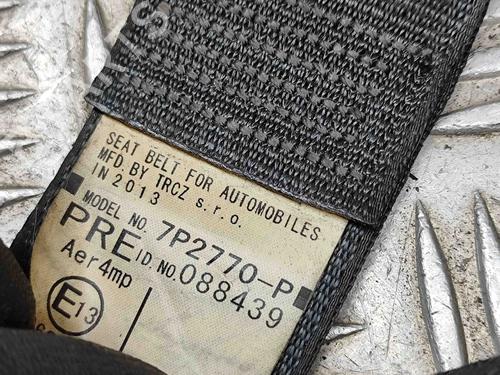 SEAT BELT FOR AUTOMOBILES
MFD. BY TRCZ s.r.o.
IN 2013
MODEL NO. 7P2770-P
PRE ID. NO. 088439
Aer4mp
E13